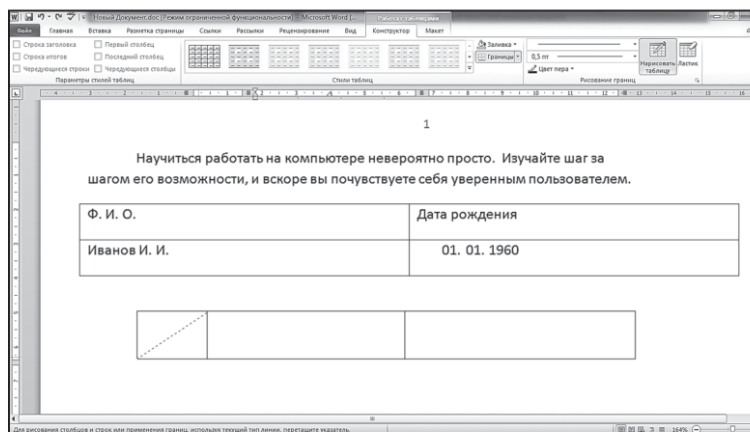 Новый Документ.doc [Режим ограниченной функциональности] - Microsoft Word (...
Работа с таблицами
Файл Главная Вставка Разметка страницы Ссылки Рассылки Рецензирование Вид Конструктор Макет
Строка заголовка Первый столбец
Строка итогов Последний столбец
Чередующиеся строки Чередующиеся столбцы
Параметры стилей таблиц
Стили таблиц
Заливка
Границы
0,5 пт
Цвет пера
Нарисовать таблицу
Ластик
Рисование границ
1
Научиться работать на компьютере невероятно просто. Изучайте шаг за
шагом его возможности, и вскоре вы почувствуете себя уверенным пользователем.
Ф. И. О. Дата рождения
Иванов И. И. 01. 01. 1960
Для рисования столбцов и строк или применения границ, используя текущий тип линии, перетащите указатель.
164%